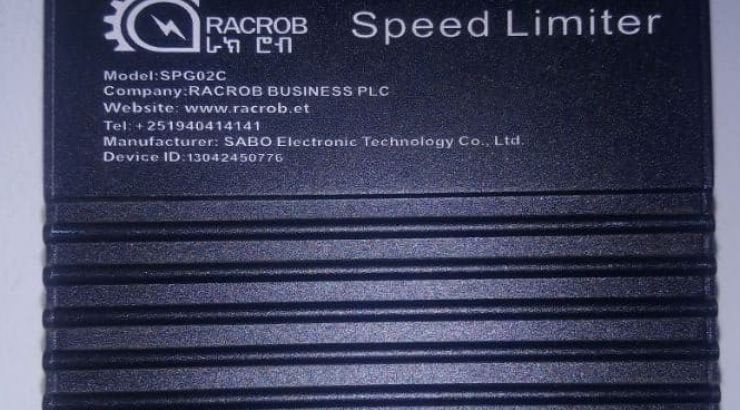 RACROB
ራክ ሮብ
Speed Limiter
Model:SPG02C
Company:RACROB BUSINESS PLC
Website: www.racrob.et
Tel: +251940414141
Manufacturer: SABO Electronic Technology Co., Ltd.
Device ID:13042450776